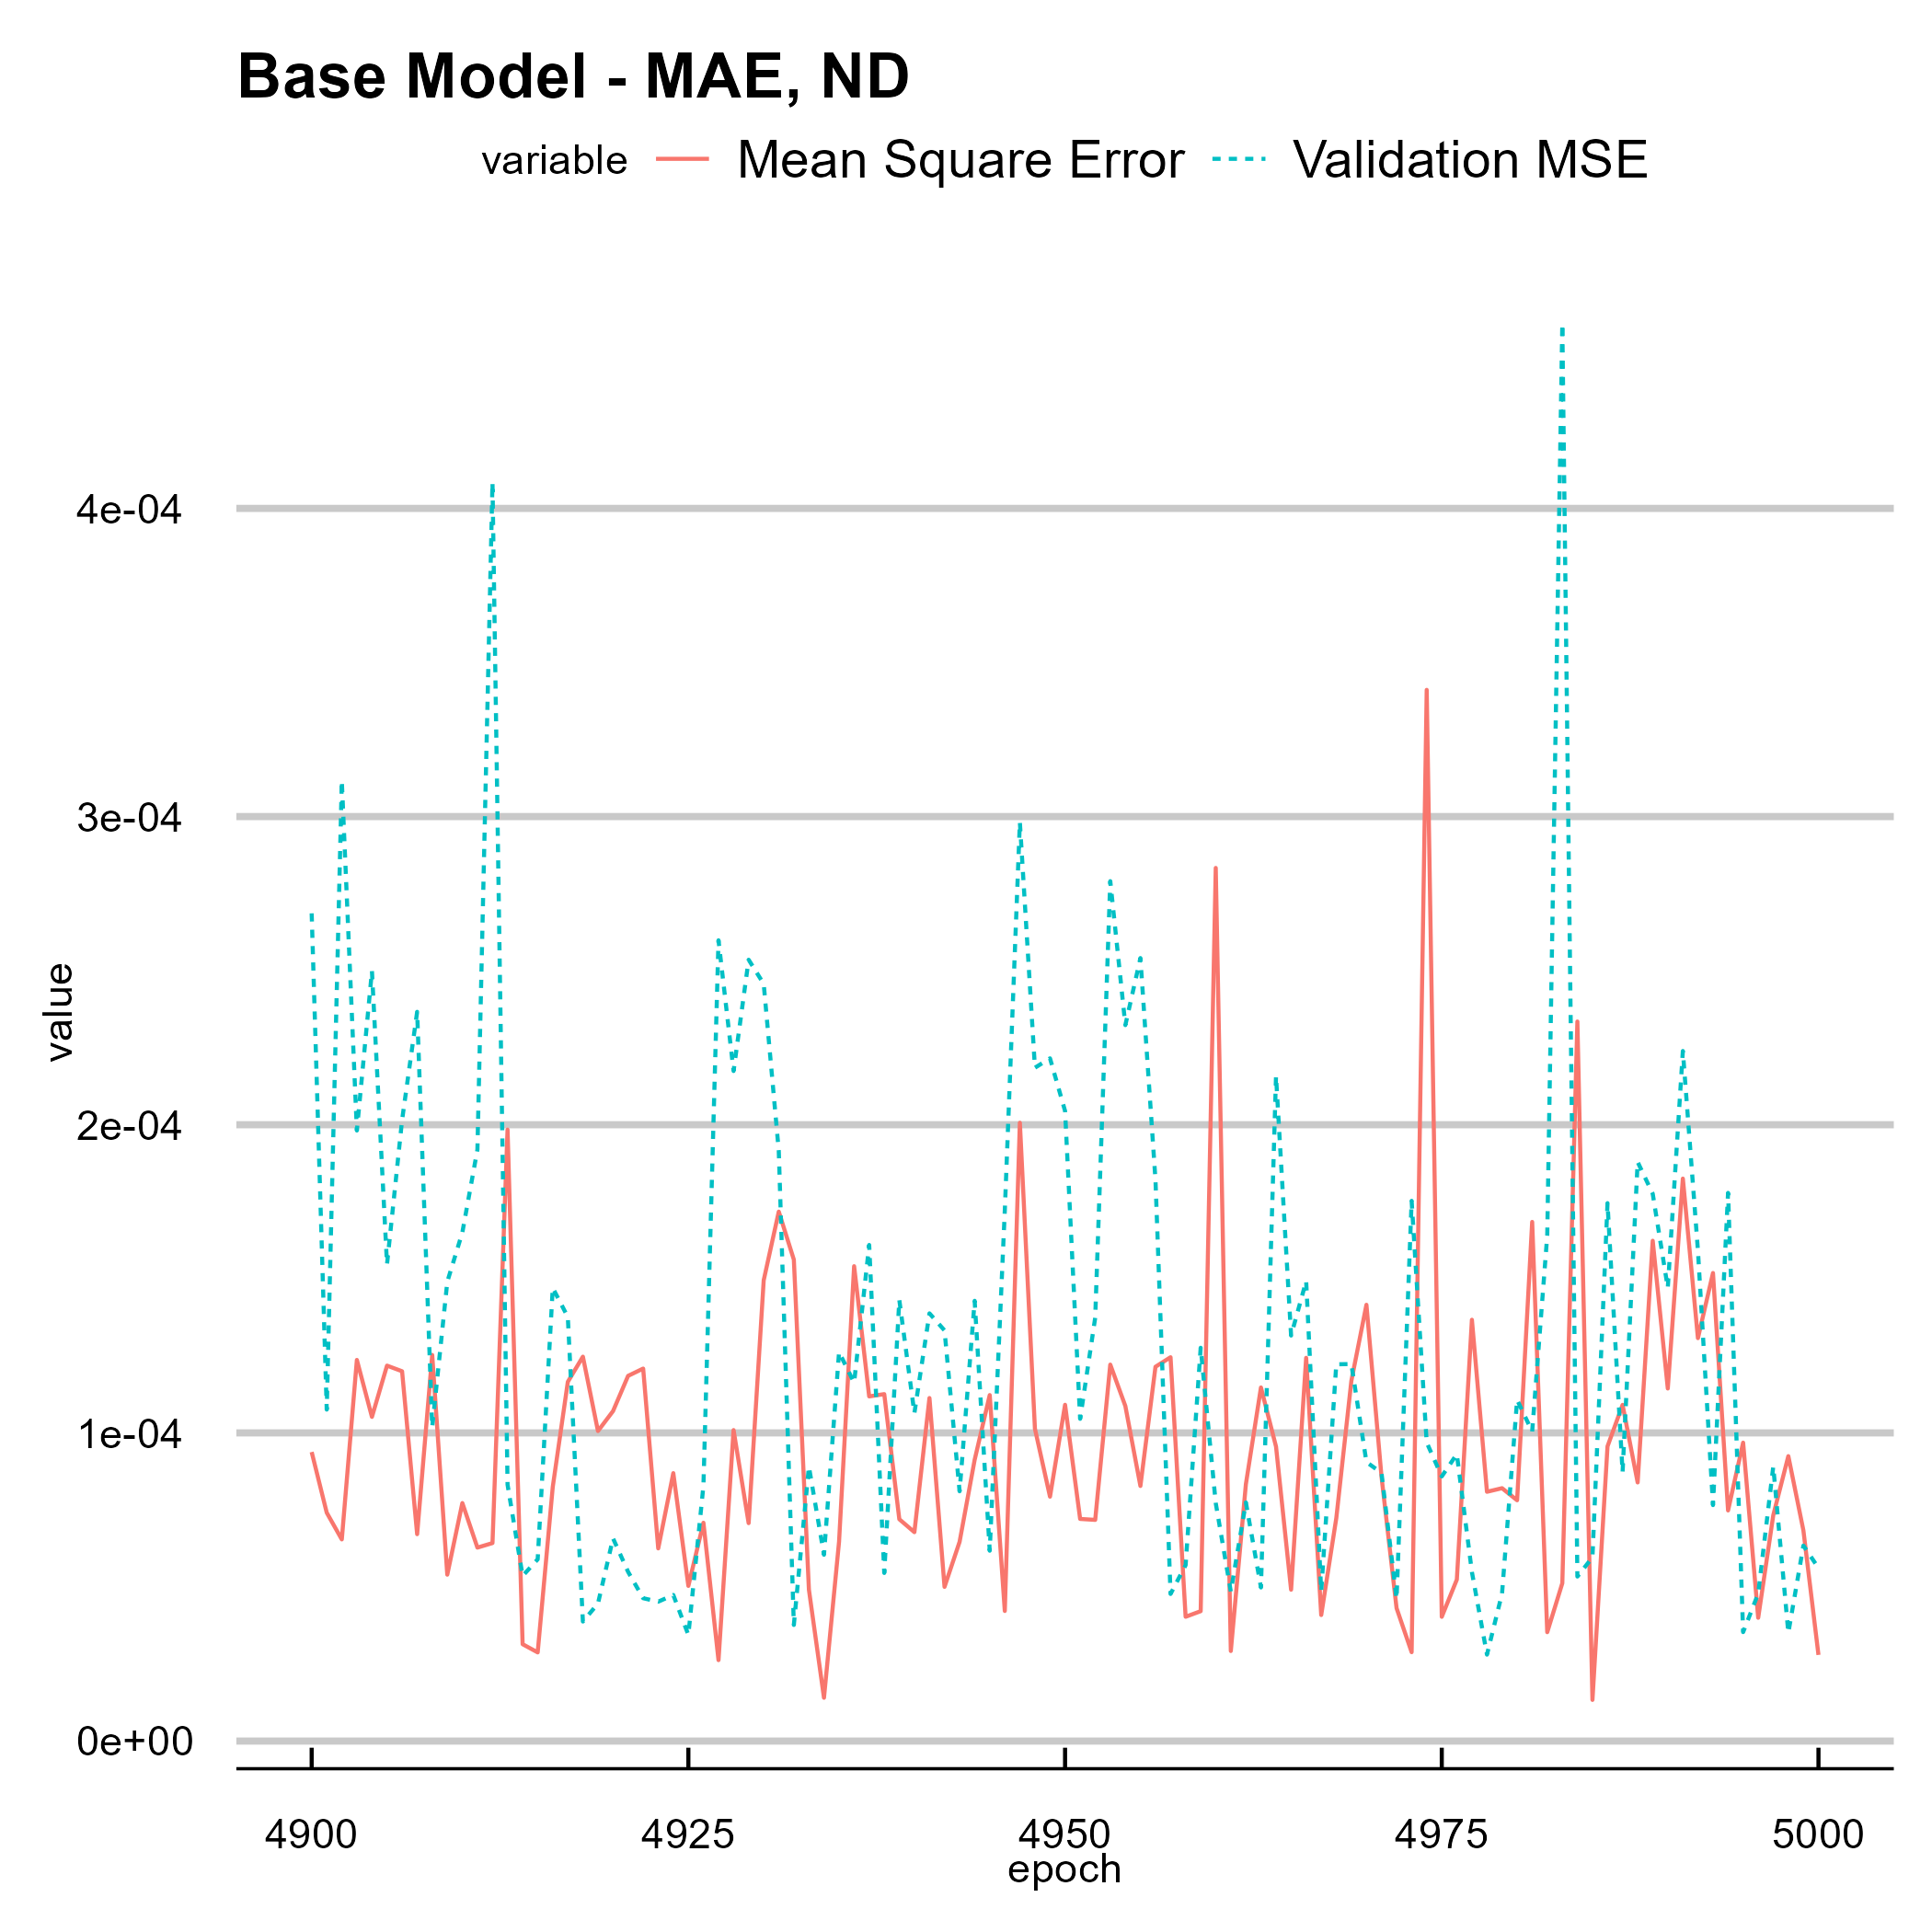 Base Model - MAE, ND
variable Mean Square Error Validation MSE
4e-04
3e-04
value
2e-04
1e-04
0e+00
4900 4925 4950 4975 5000
epoch